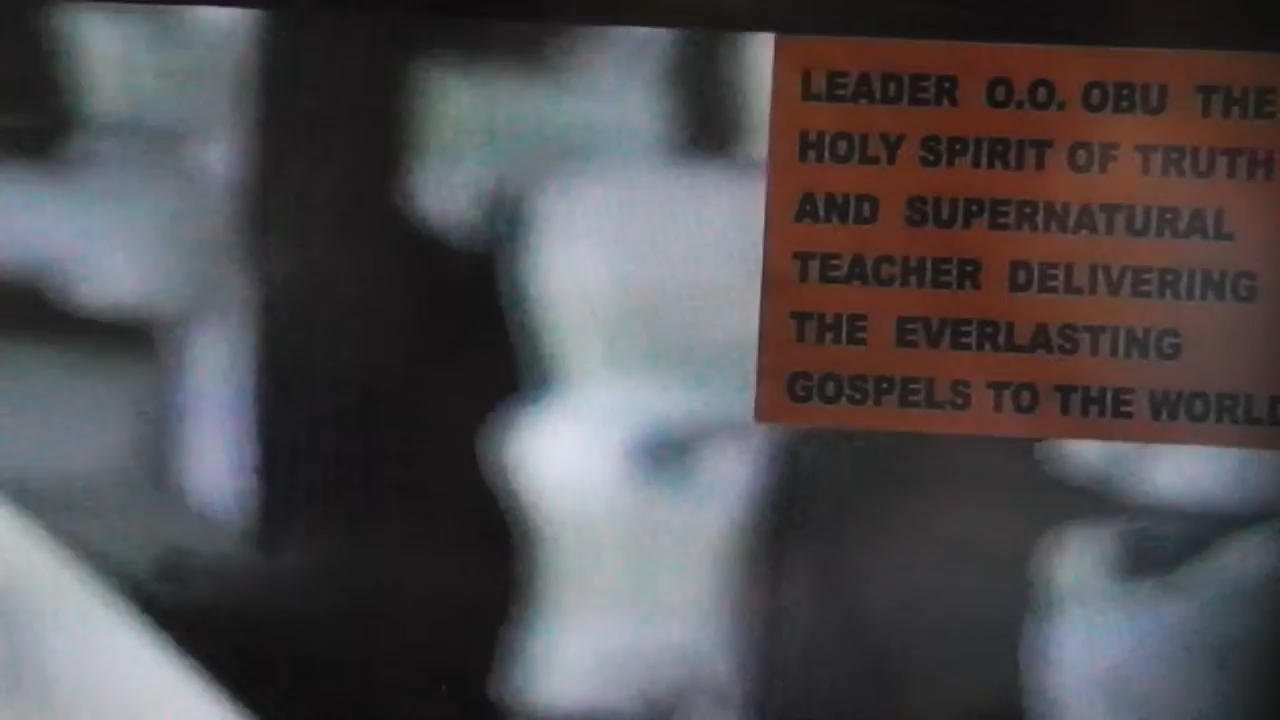 LEADER O.O. OBU THE
HOLY SPIRIT OF TRUTH
AND SUPERNATURAL
TEACHER DELIVERING
THE EVERLASTING
GOSPELS TO THE WORLD